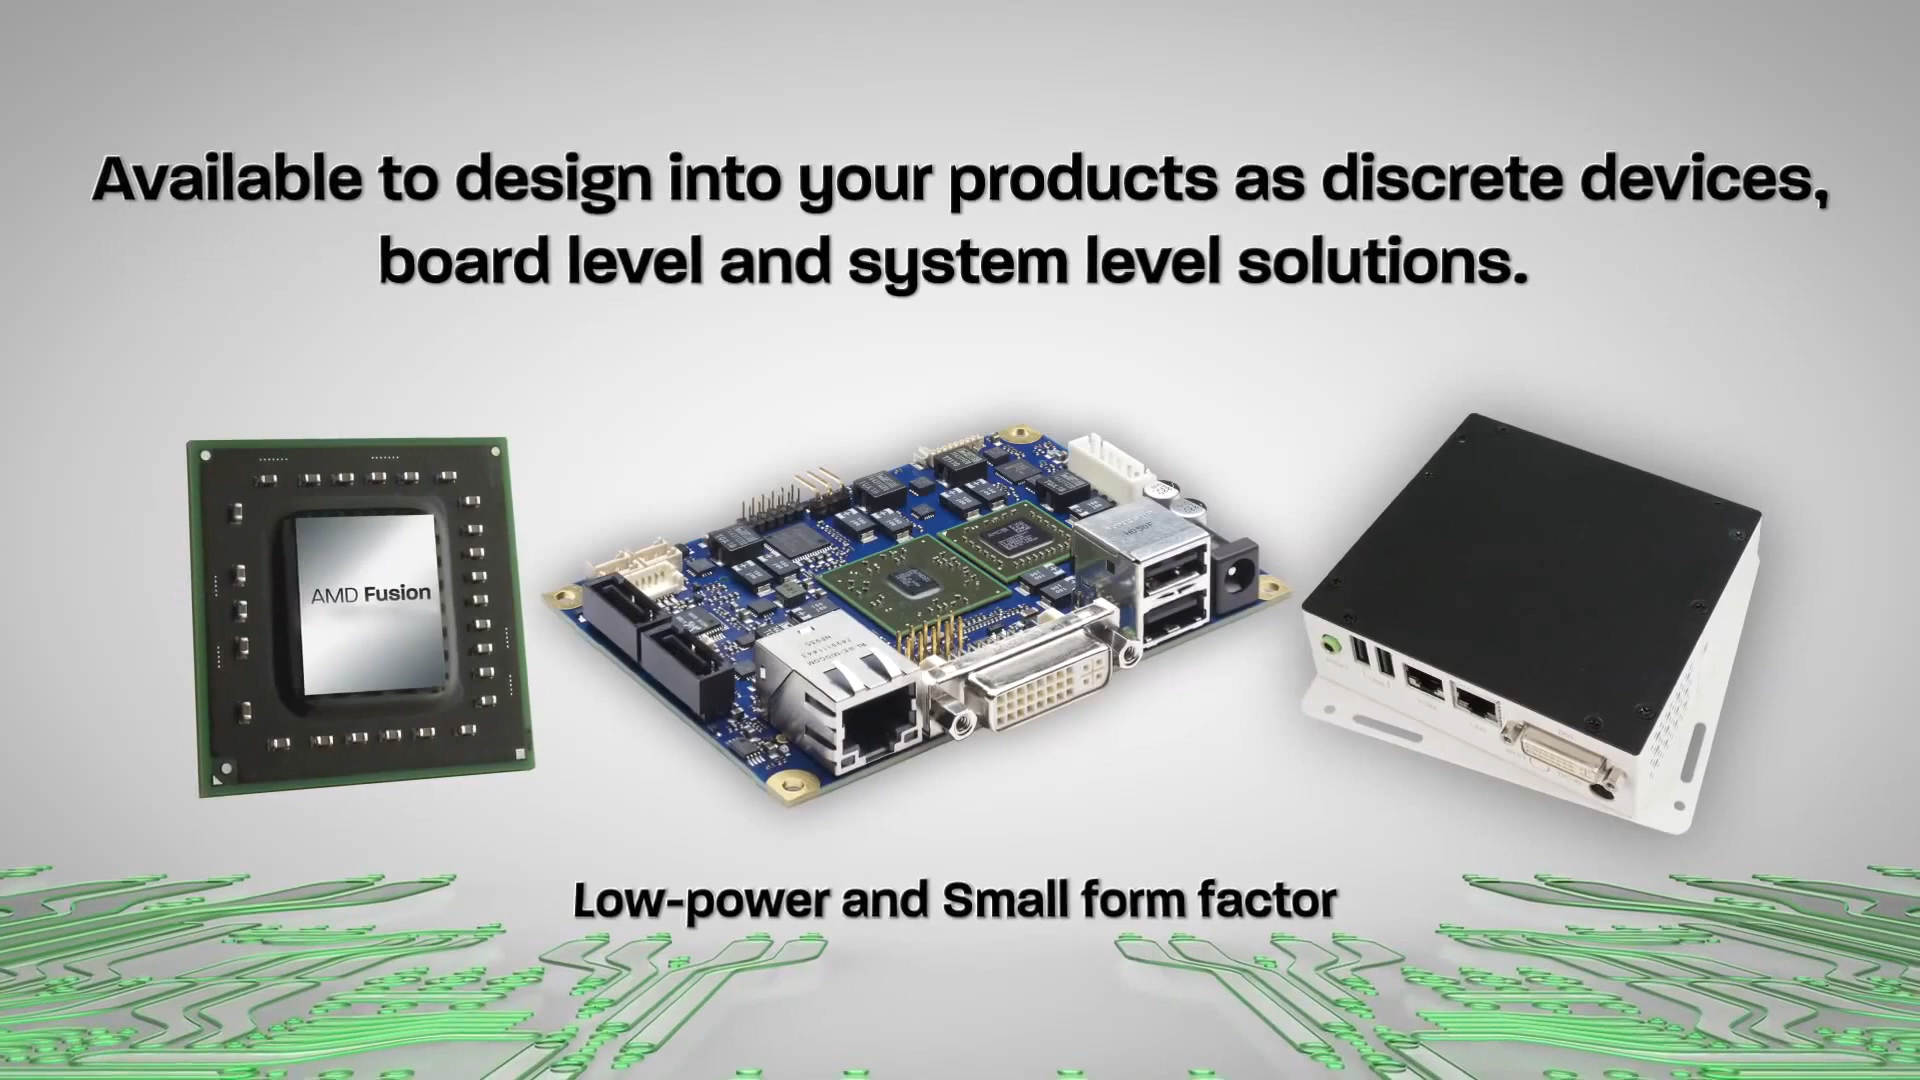 Available to design into your products as discrete devices,
board level and system level solutions.
AMD Fusion
Low-power and Small form factor